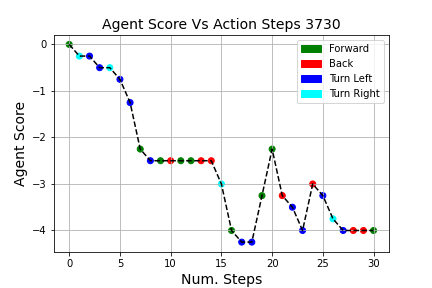 Agent Score Vs Action Steps 3730
Agent Score
0
−1
−2
−3
−4
Forward
Back
Turn Left
Turn Right
0 5 10 15 20 25 30
Num. Steps